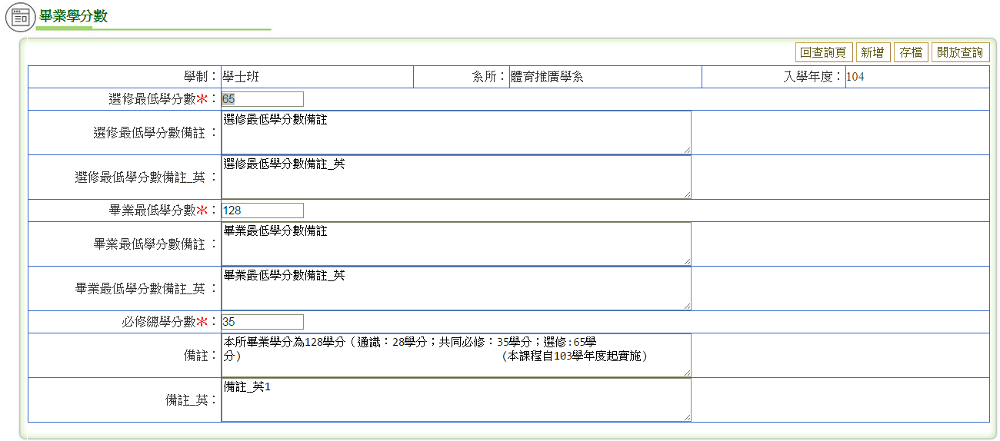 畢業學分數
回查詢頁 新增 存檔 開放查詢
學制：學士班 系所：體育推廣學系 入學年度：104
選修最低學分數＊：65
選修最低學分數備註 ：選修最低學分數備註
選修最低學分數備註_英 ：選修最低學分數備註_英
畢業最低學分數＊：128
畢業最低學分數備註 ：畢業最低學分數備註
畢業最低學分數備註_英 ：畢業最低學分數備註_英
必修總學分數＊：35
備註：本所畢業學分為128學分（通識：28學分；共同必修：35學分；選修:65學
分） (本課程自103學年度起實施)
備註_英：備註_英1